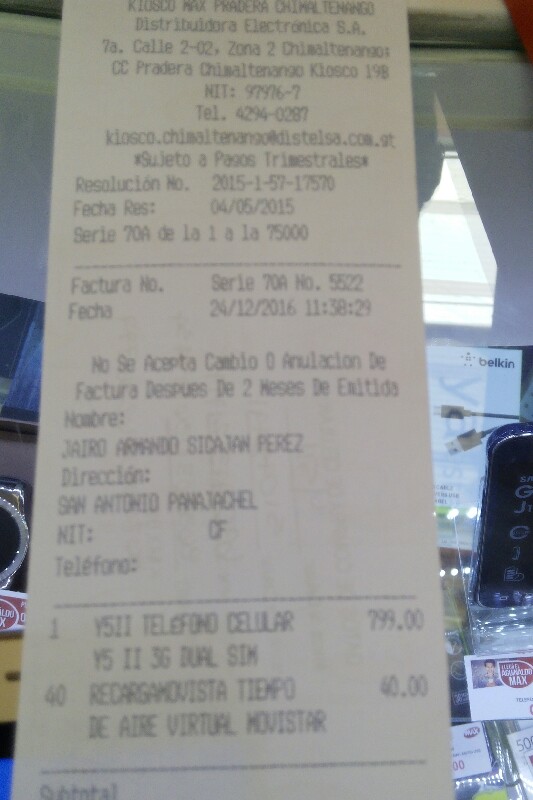 KIOSCO MAX PRADERA CHIMALTENANGO
Distribuidora Electrónica S.A.
7a. Calle 2-02, Zona 2 Chimaltenango;
CC Pradera Chimaltenango Kiosco 19B
NIT: 97976-7
Tel. 4294-0287
kiosco.chimaltenango@distelsa.com.gt
*Sujeto a Pagos Trimestrales*
Resolución No. 2015-1-57-17570
Fecha Res: 04/05/2015
Serie 70A de la 1 a la 75000
Factura No. Serie 70A No. 5522
Fecha 24/12/2016 11:38:29
No Se Acepta Cambio O Anulacion De
Factura Despues De 2 Meses De Emitida
Nombre:
JAIRO ARMANDO SICAJAN PEREZ
Dirección:
SAN ANTONIO PANAJACHEL
NIT: CF
Teléfono:
1 Y5II TELéFONO CELULAR 799.00
Y5 II 3G DUAL SIM
40 RECARGAMOVISTA TIEMPO 40.00
DE AIRE VIRTUAL MOVISTAR
Subtotal
belkin
MAX